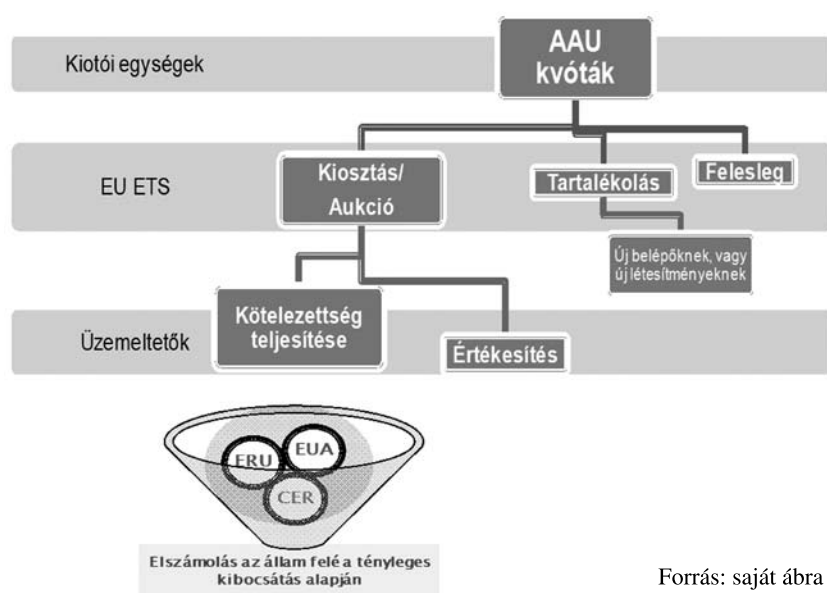 AAU
kvóták
Kiotói egységek
EU ETS
Kiosztás/
Aukció
Tartalékolás
Felesleg
Új belépőknek, vagy
új létesítményeknek
Üzemeltetők
Kötelezettség
teljesítése
Értékesítés
ERU
EUA
CER
Elszámolás az állam felé a tényleges
kibocsátás alapján
Forrás: saját ábra